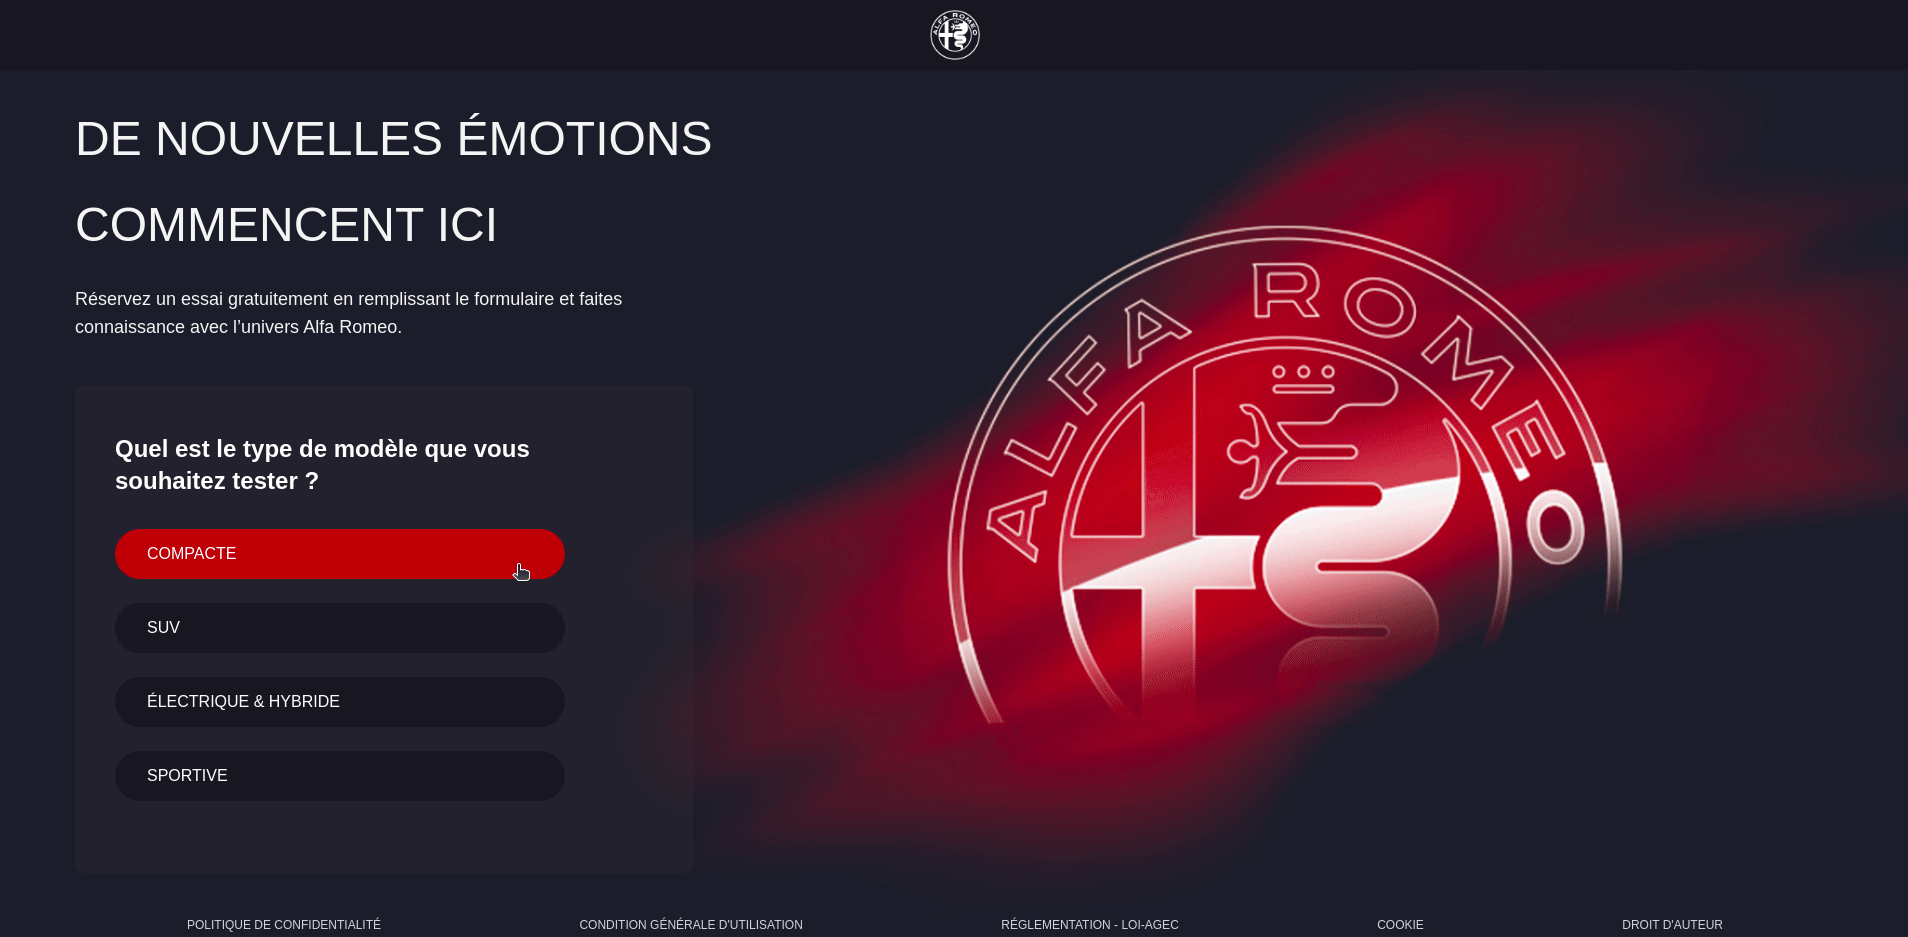 ALFA ROMEO
DE NOUVELLES ÉMOTIONS
COMMENCENT ICI
Réservez un essai gratuitement en remplissant le formulaire et faites
connaissance avec l’univers Alfa Romeo.
ALFA ROMEO
Quel est le type de modèle que vous
souhaitez tester ?
COMPACTE
SUV
ÉLECTRIQUE & HYBRIDE
SPORTIVE
POLITIQUE DE CONFIDENTIALITÉ
CONDITION GÉNÉRALE D'UTILISATION
RÉGLEMENTATION - LOI-AGEC
COOKIE
DROIT D'AUTEUR